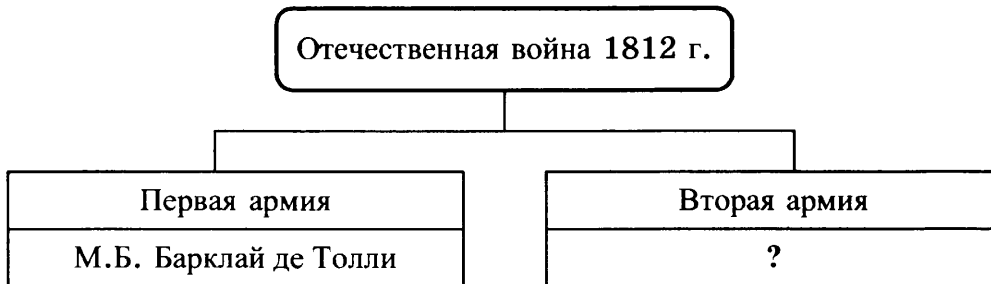 Отечественная война 1812 г.
Первая армия
Вторая армия
М.Б. Барклай де Толли
?